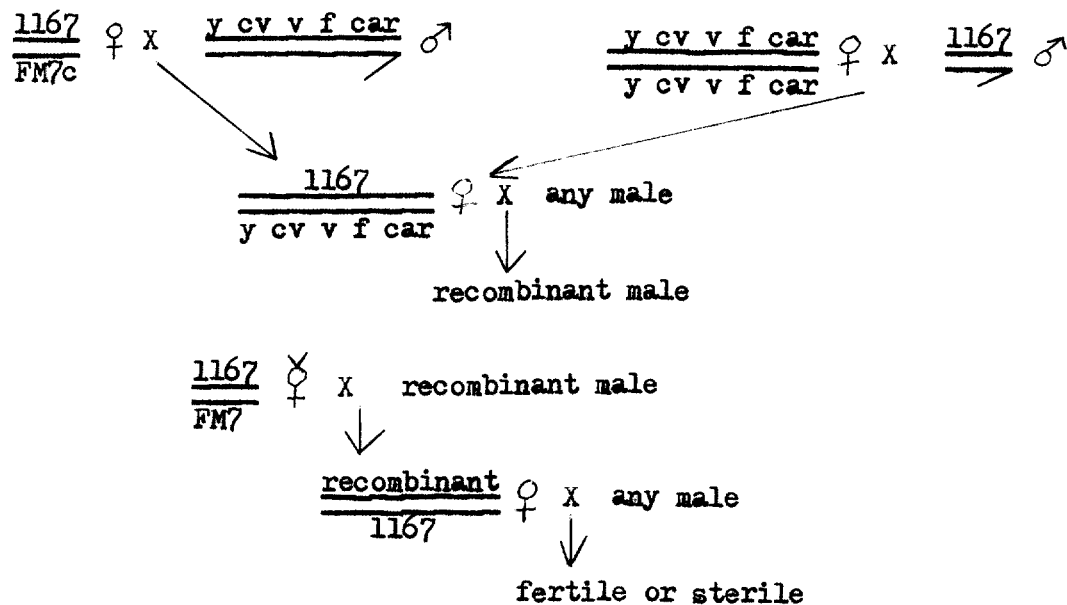 1167 ♀ X y cv v f car ♂
FM7c
y cv v f car ♀ X 1167 ♂
y cv v f car
1167 ♀ X any male
y cv v f car
recombinant male
1167 ♀ X recombinant male
FM7
recombinant ♀ X any male
1167
fertile or sterile